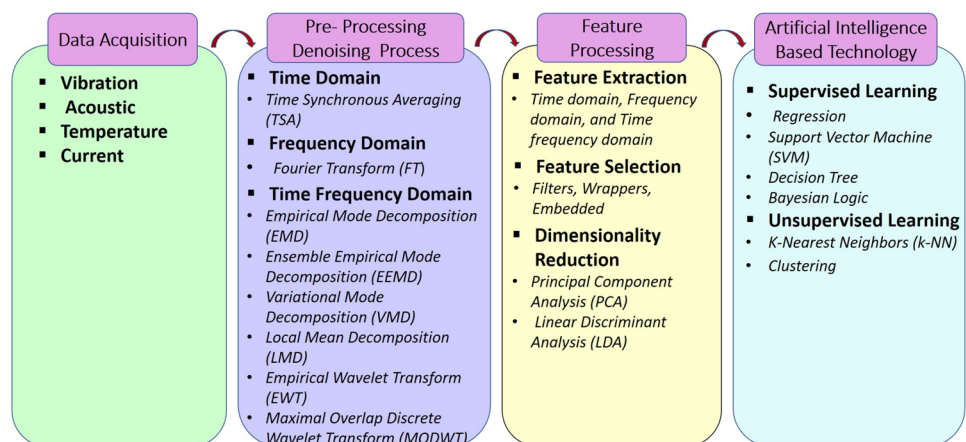 Data Acquisition
▪ Vibration
▪ Acoustic
▪ Temperature
▪ Current
Pre- Processing
Denoising Process
▪ Time Domain
• Time Synchronous Averaging
(TSA)
▪ Frequency Domain
• Fourier Transform (FT)
▪ Time Frequency Domain
• Empirical Mode Decomposition
(EMD)
• Ensemble Empirical Mode
Decomposition (EEMD)
• Variational Mode
Decomposition (VMD)
• Local Mean Decomposition
(LMD)
• Empirical Wavelet Transform
(EWT)
• Maximal Overlap Discrete
Wavelet Transform (MODWT)
Feature
Processing
▪ Feature Extraction
• Time domain, Frequency
domain, and Time
frequency domain
▪ Feature Selection
• Filters, Wrappers,
Embedded
▪ Dimensionality
Reduction
• Principal Component
Analysis (PCA)
• Linear Discriminant
Analysis (LDA)
Artificial Intelligence
Based Technology
▪ Supervised Learning
• Regression
• Support Vector Machine
(SVM)
• Decision Tree
• Bayesian Logic
▪ Unsupervised Learning
• K-Nearest Neighbors (k-NN)
• Clustering